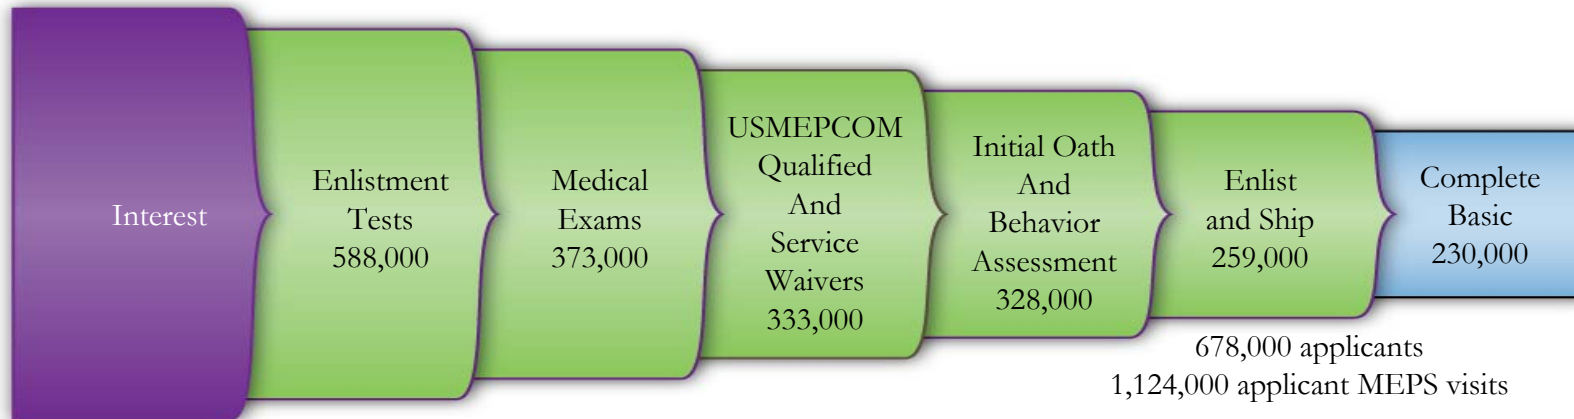 Interest
Enlistment
Tests
588,000
Medical
Exams
373,000
USMEPCOM
Qualified
And
Service
Waivers
333,000
Initial Oath
And
Behavior
Assessment
328,000
Enlist
and Ship
259,000
Complete
Basic
230,000
678,000 applicants
1,124,000 applicant MEPS visits